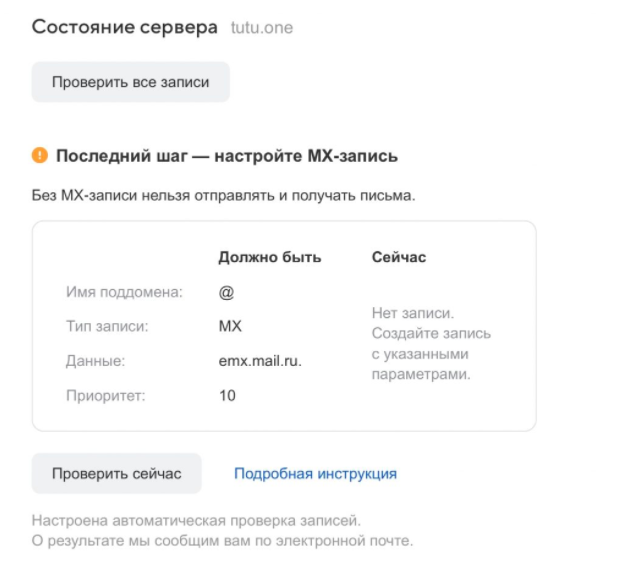 Состояние сервера tutu.one
Проверить все записи
Последний шаг — настройте MX-запись
Без MX-записи нельзя отправлять и получать письма.
Должно быть Сейчас
Имя поддомена: @
Тип записи: MX
Данные: emx.mail.ru.
Приоритет: 10
Нет записи.
Создайте запись
с указанными
параметрами.
Проверить сейчас Подробная инструкция
Настроена автоматическая проверка записей.
О результате мы сообщим вам по электронной почте.